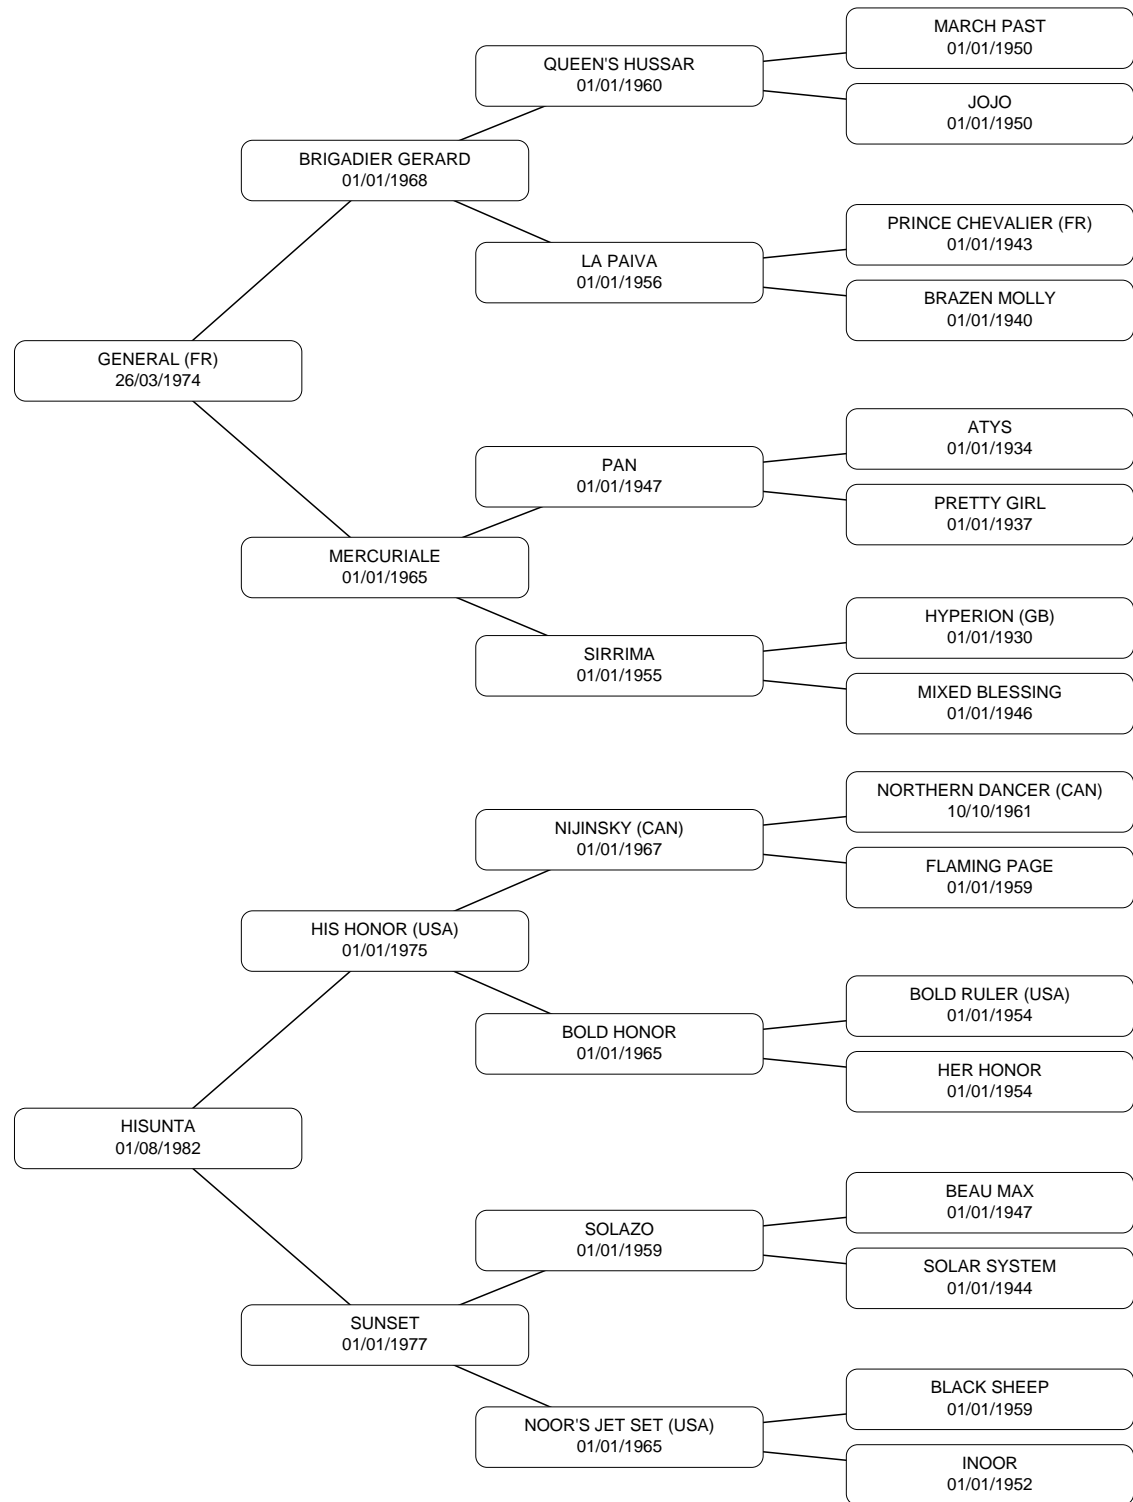 MARCH PAST
01/01/1950
QUEEN'S HUSSAR
01/01/1960
JOJO
01/01/1950
BRIGADIER GERARD
01/01/1968
PRINCE CHEVALIER (FR)
01/01/1943
LA PAIVA
01/01/1956
BRAZEN MOLLY
01/01/1940
GENERAL (FR)
26/03/1974
ATYS
01/01/1934
PAN
01/01/1947
PRETTY GIRL
01/01/1937
MERCURIALE
01/01/1965
HYPERION (GB)
01/01/1930
SIRRIMA
01/01/1955
MIXED BLESSING
01/01/1946
NORTHERN DANCER (CAN)
10/10/1961
NIJINSKY (CAN)
01/01/1967
FLAMING PAGE
01/01/1959
HIS HONOR (USA)
01/01/1975
BOLD RULER (USA)
01/01/1954
BOLD HONOR
01/01/1965
HER HONOR
01/01/1954
HISUNTA
01/08/1982
BEAU MAX
01/01/1947
SOLAZO
01/01/1959
SOLAR SYSTEM
01/01/1944
SUNSET
01/01/1977
BLACK SHEEP
01/01/1959
NOOR'S JET SET (USA)
01/01/1965
INOOR
01/01/1952